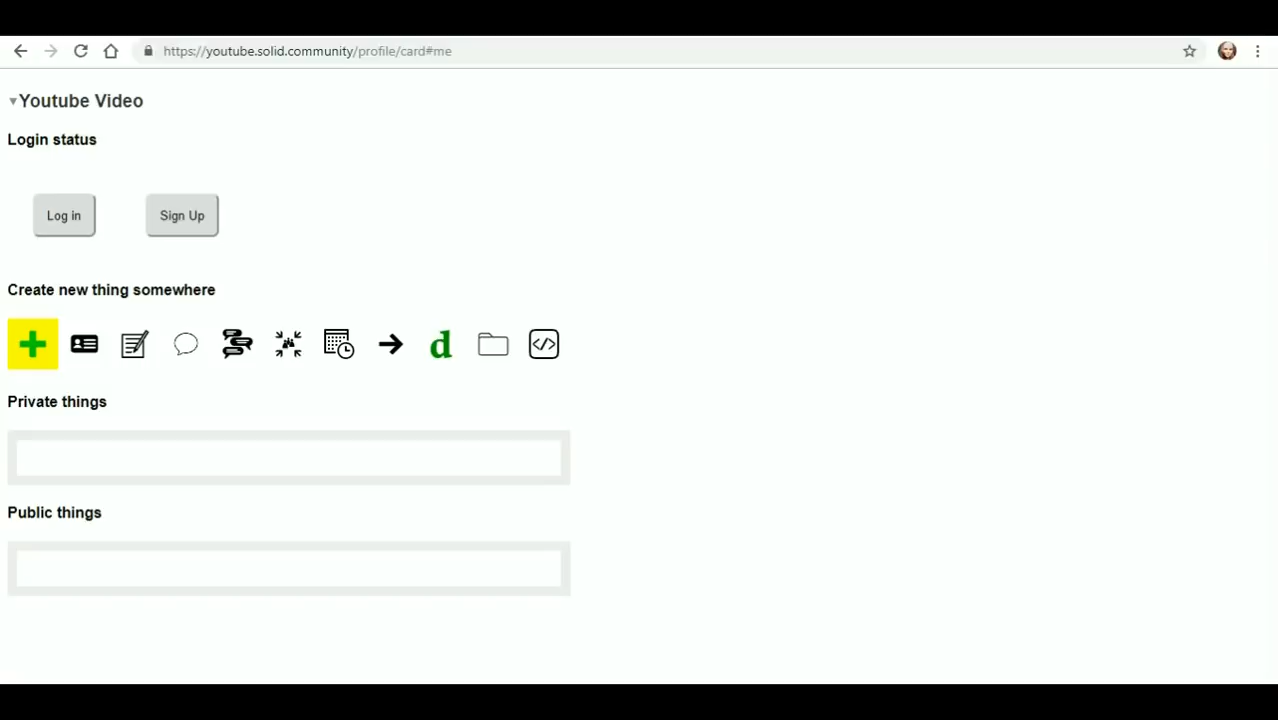 https://youtube.solid.community/profile/card#me
Youtube Video
Login status
Log in Sign Up
Create new thing somewhere
d </>
Private things
Public things